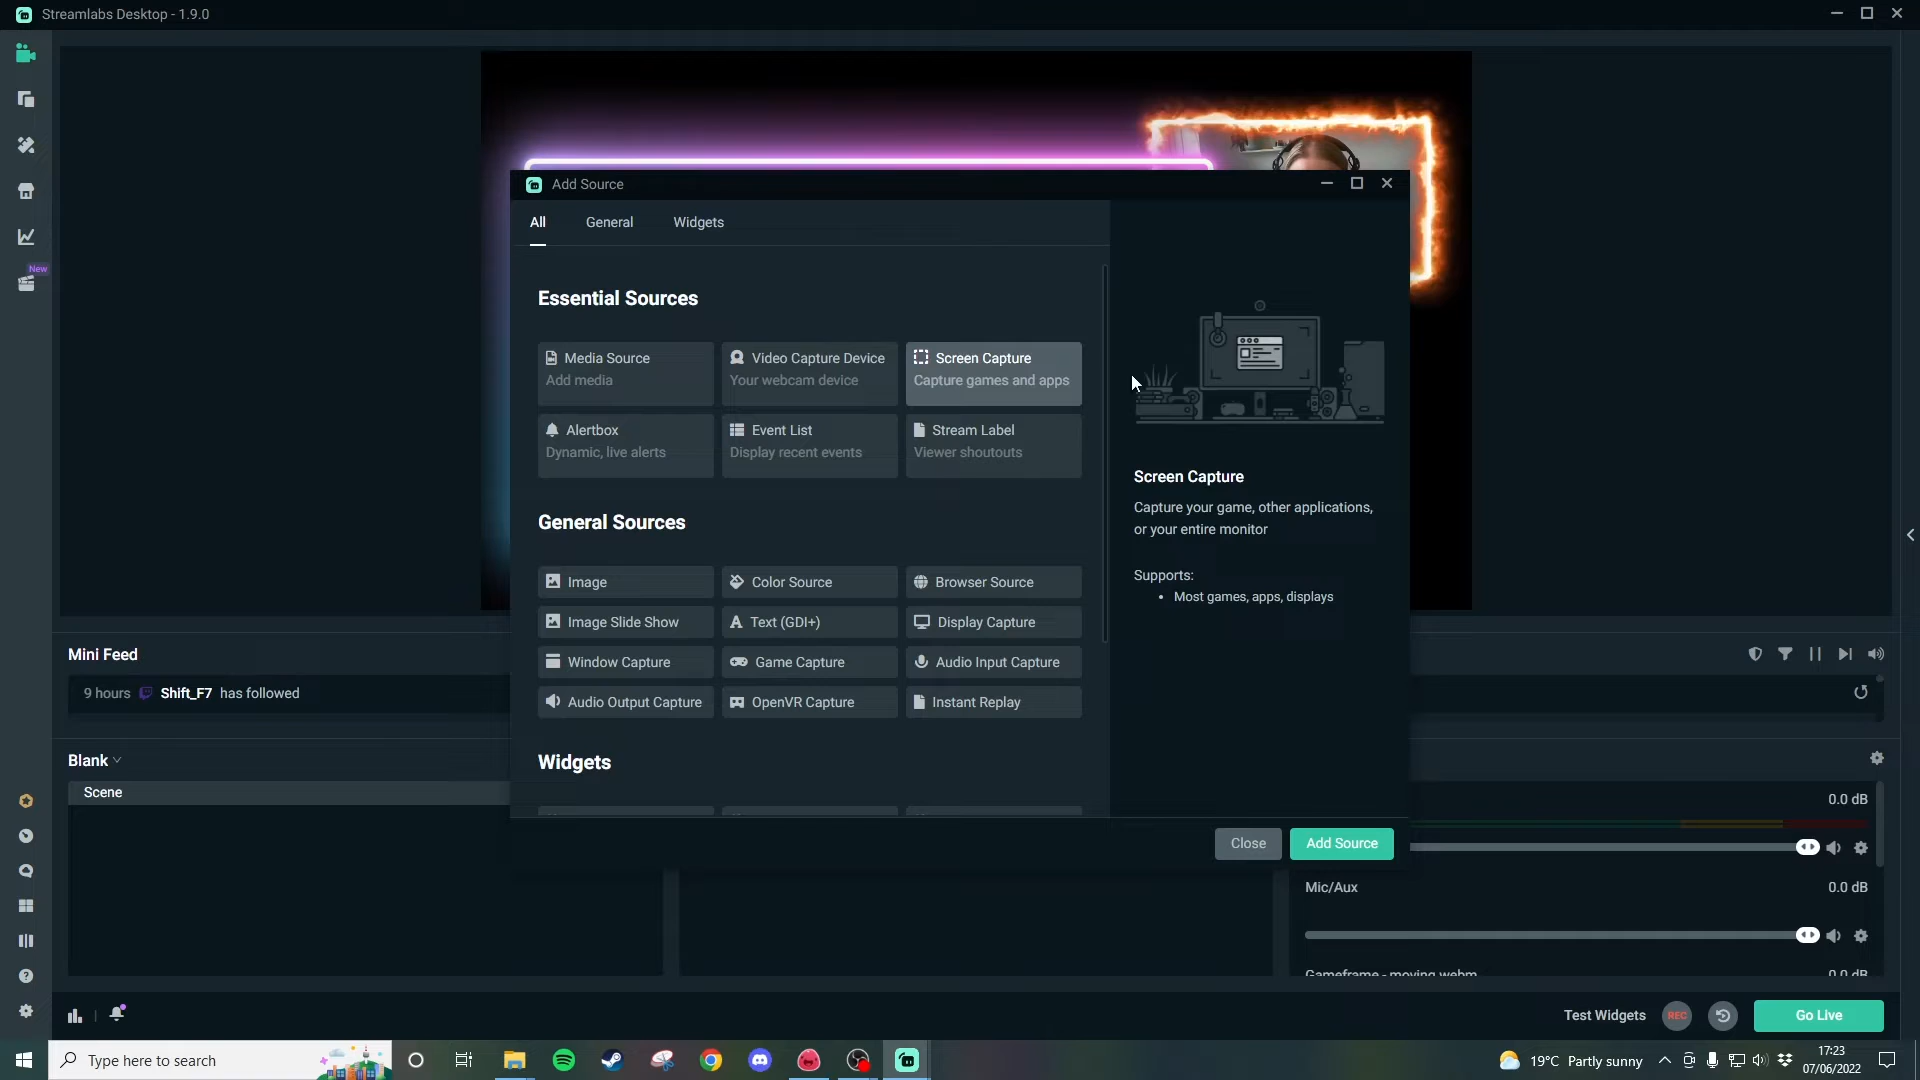 Streamlabs Desktop - 1.9.0
New
Add Source
All
General
Widgets
Essential Sources
Media Source
Add media
Video Capture Device
Your webcam device
Screen Capture
Capture games and apps
Alertbox
Dynamic, live alerts
Event List
Display recent events
Stream Label
Viewer shoutouts
General Sources
Image
Color Source
Browser Source
Image Slide Show
Text (GDI+)
Display Capture
Window Capture
Game Capture
Audio Input Capture
Audio Output Capture
OpenVR Capture
Instant Replay
Widgets
Screen Capture
Capture your game, other applications,
or your entire monitor
Supports:
• Most games, apps, displays
Close
Add Source
Mini Feed
9 hours Shift_F7 has followed
Blank
Scene
0.0 dB
Mic/Aux 0.0 dB
Gameframe - moving webm 0.0 dB
Test Widgets
REC
Go Live
Type here to search
19°C Partly sunny
17:23
07/06/2022